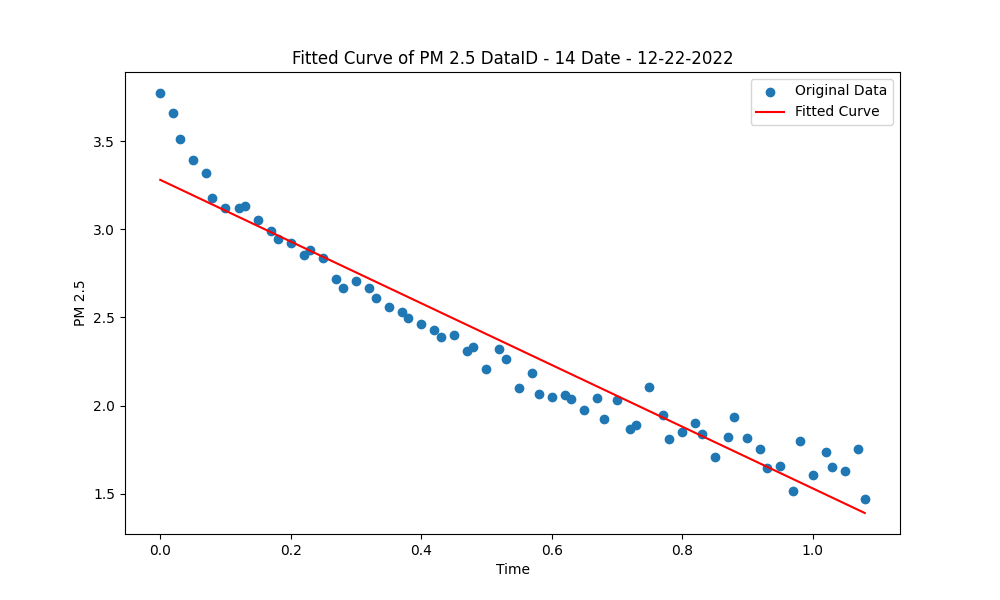 Fitted Curve of PM 2.5 DataID - 14 Date - 12-22-2022
Original Data
Fitted Curve
3.5
3.0
2.5
2.0
1.5
PM 2.5
0.0 0.2 0.4 0.6 0.8 1.0
Time